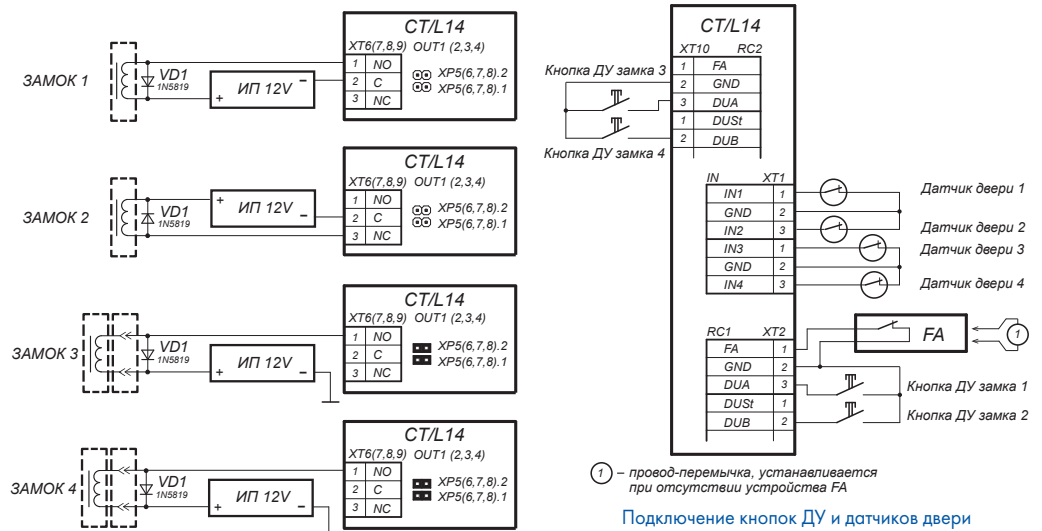 CT/L14
ЗАМОК 1
VD1
1N5819
+ ИП 12V –
XT6(7,8,9) OUT1 (2,3,4)
1 NO
2 C
3 NC
XP5(6,7,8).2
XP5(6,7,8).1
CT/L14
ЗАМОК 2
VD1
1N5819
+ ИП 12V –
XT6(7,8,9) OUT1 (2,3,4)
1 NO
2 C
3 NC
XP5(6,7,8).2
XP5(6,7,8).1
CT/L14
ЗАМОК 3
VD1
1N5819
+ ИП 12V –
XT6(7,8,9) OUT1 (2,3,4)
1 NO
2 C
3 NC
XP5(6,7,8).2
XP5(6,7,8).1
CT/L14
ЗАМОК 4
VD1
1N5819
+ ИП 12V –
XT6(7,8,9) OUT1 (2,3,4)
1 NO
2 C
3 NC
XP5(6,7,8).2
XP5(6,7,8).1
CT/L14
XT10 RC2
Кнопка ДУ замка 3
1 FA
2 GND
3 DUA
1 DUSt
2 DUB
Кнопка ДУ замка 4
IN XT1
IN1 1
GND 2
IN2 3
IN3 1
GND 2
IN4 3
Датчик двери 1
Датчик двери 2
Датчик двери 3
Датчик двери 4
RC1 XT2
FA 1
GND 2
DUA 3
DUSt 1
DUB 2
FA
1
Кнопка ДУ замка 1
Кнопка ДУ замка 2
1 – провод-перемычка, устанавливается
при отсутствии устройства FA
Подключение кнопок ДУ и датчиков двери